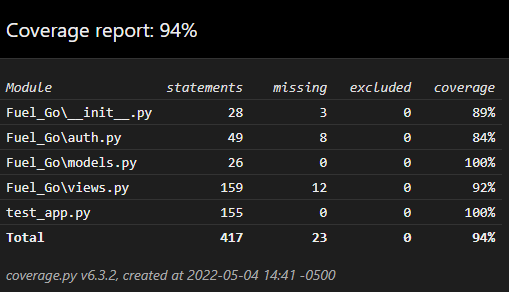 Coverage report: 94%
Module statements missing excluded coverage
Fuel_Go\__init__.py 28 3 0 89%
Fuel_Go\auth.py 49 8 0 84%
Fuel_Go\models.py 26 0 0 100%
Fuel_Go\views.py 159 12 0 92%
test_app.py 155 0 0 100%
Total 417 23 0 94%
coverage.py v6.3.2, created at 2022-05-04 14:41 -0500